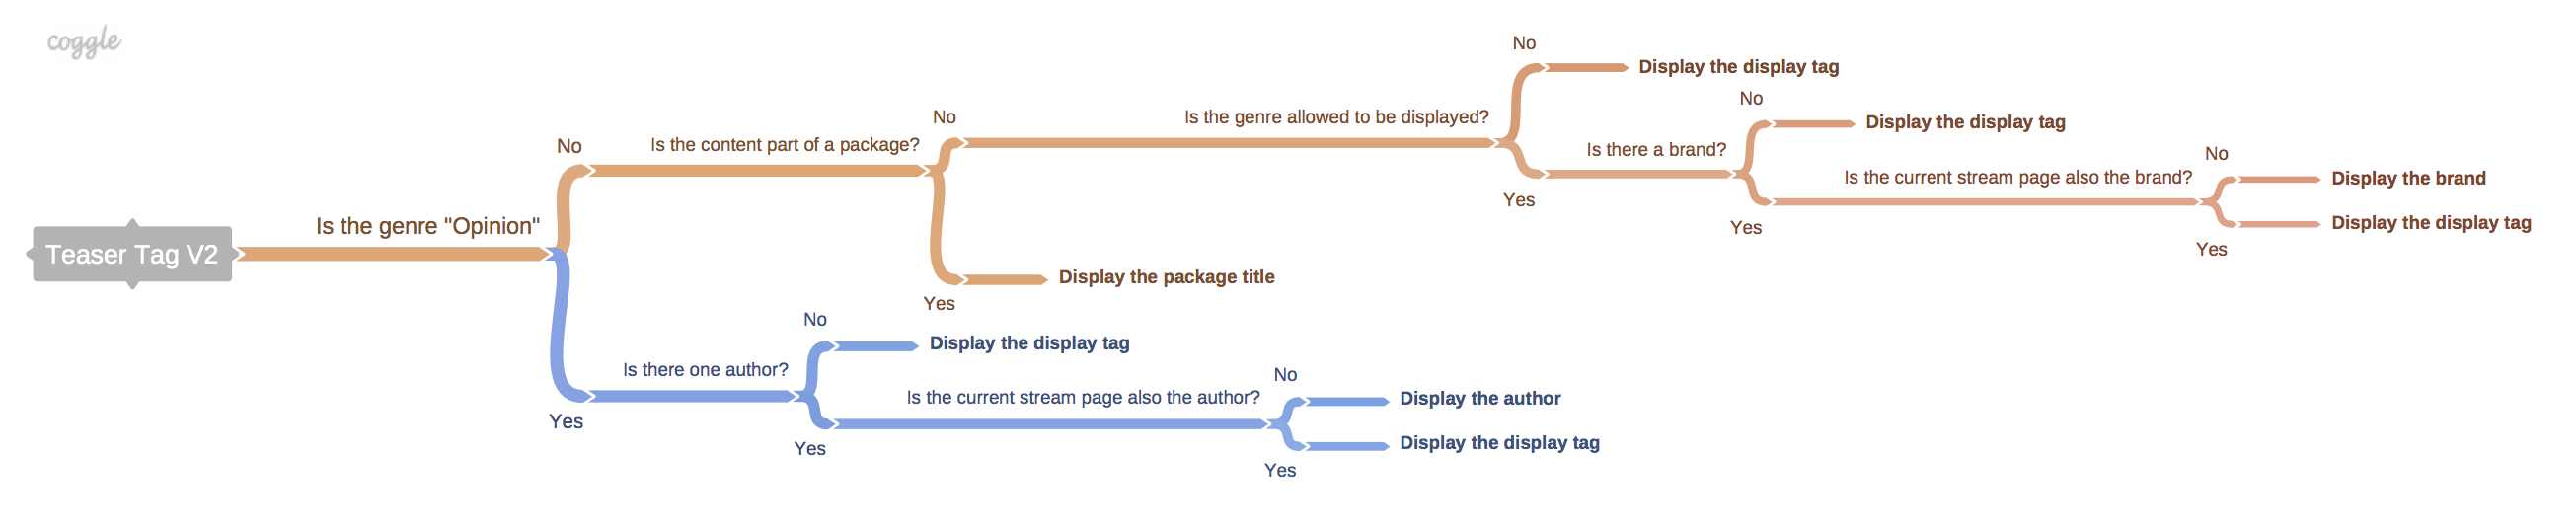 coggle
Teaser Tag V2
Is the genre "Opinion"
No
Is the content part of a package?
No
Is the genre allowed to be displayed?
No
Display the display tag
Yes
Is there a brand?
No
Display the display tag
Yes
Is the current stream page also the brand?
No
Display the brand
Yes
Display the display tag
Yes
Display the package title
Yes
Is there one author?
No
Display the display tag
Yes
Is the current stream page also the author?
No
Display the author
Yes
Display the display tag